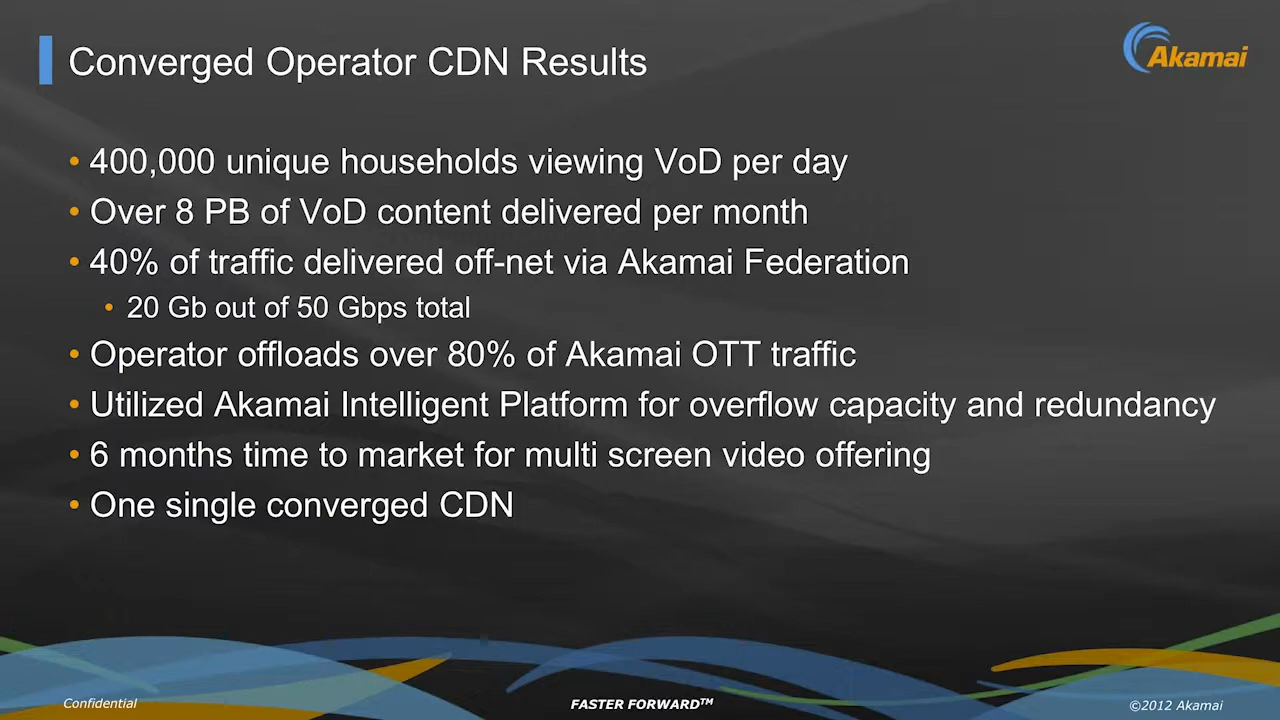 Converged Operator CDN Results
Akamai
• 400,000 unique households viewing VoD per day
• Over 8 PB of VoD content delivered per month
• 40% of traffic delivered off-net via Akamai Federation
• 20 Gb out of 50 Gbps total
• Operator offloads over 80% of Akamai OTT traffic
• Utilized Akamai Intelligent Platform for overflow capacity and redundancy
• 6 months time to market for multi screen video offering
• One single converged CDN
Confidential
FASTER FORWARD™
©2012 Akamai